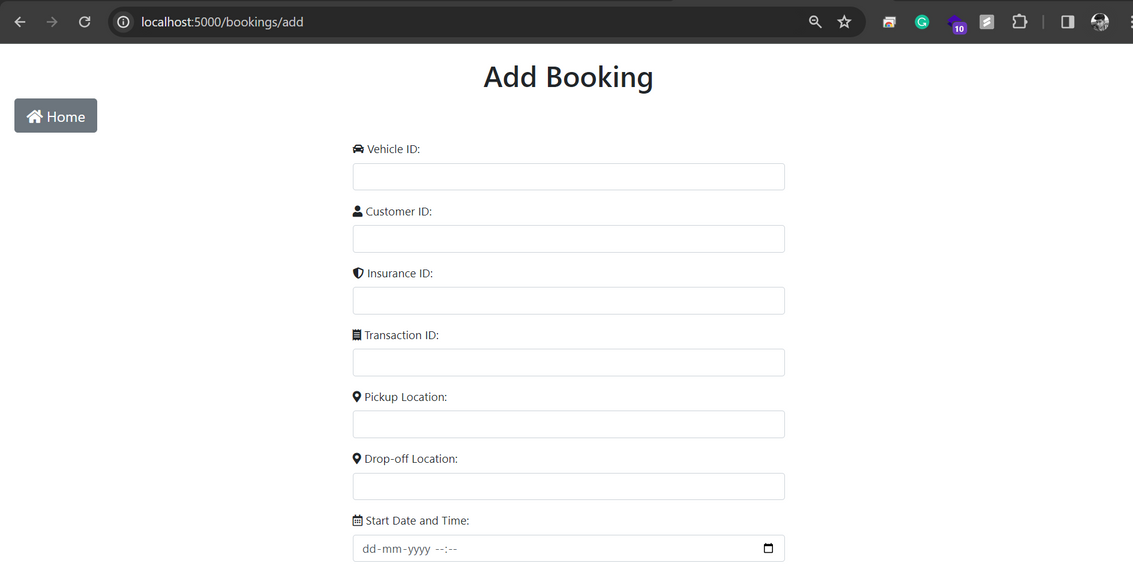 localhost:5000/bookings/add
10
Add Booking
Home
Vehicle ID:
Customer ID:
Insurance ID:
Transaction ID:
Pickup Location:
Drop-off Location:
Start Date and Time:
dd-mm-yyyy --:--